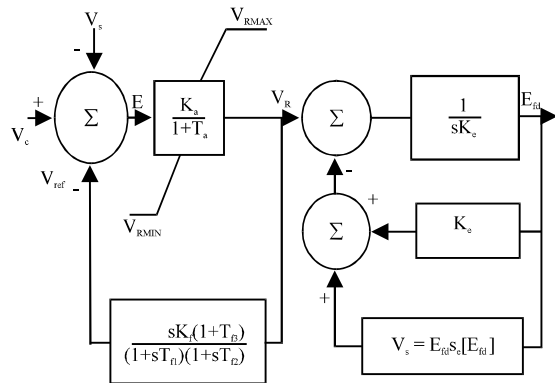 V_s
V_RMAX
-
+
Σ
E
K_a
1+T_a
V_R
Σ
1
sK_e
E_fd
V_c
V_ref
-
V_RMIN
-
+
Σ
K_e
+
sK_f(1+T_f3)
(1+sT_f1)(1+sT_f2)
V_s = E_fd s_e[E_fd]